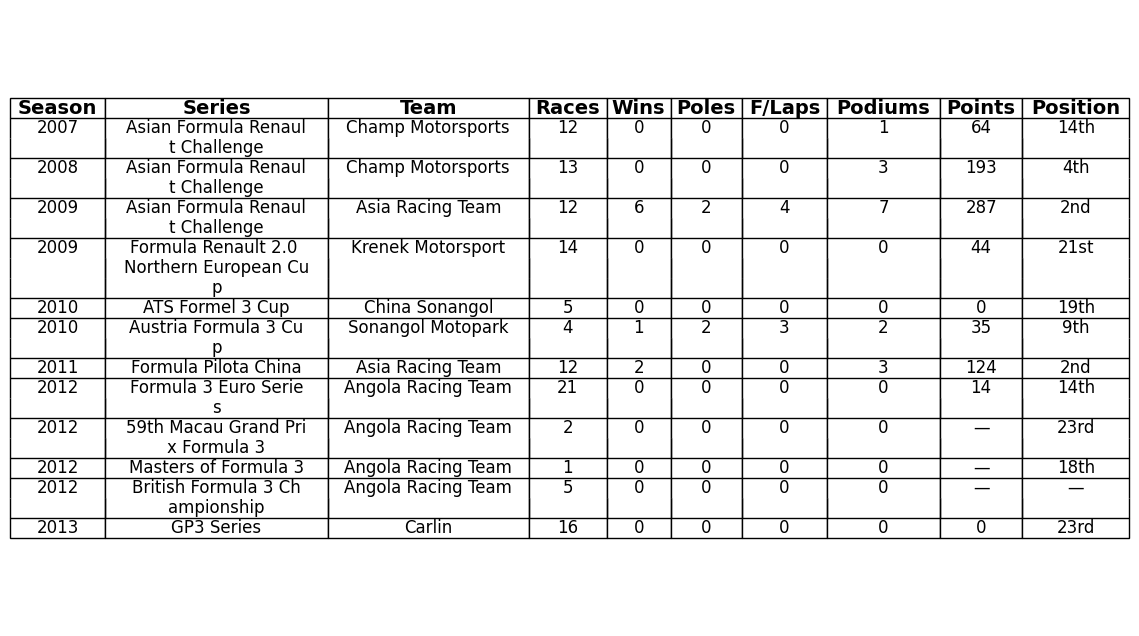 Season Series Team Races Wins Poles F/Laps Podiums Points Position
2007 Asian Formula Renaul Champ Motorsports 12 0 0 0 1 64 14th
t Challenge
2008 Asian Formula Renaul Champ Motorsports 13 0 0 0 3 193 4th
t Challenge
2009 Asian Formula Renaul Asia Racing Team 12 6 2 4 7 287 2nd
t Challenge
2009 Formula Renault 2.0 Krenek Motorsport 14 0 0 0 0 44 21st
Northern European Cu
p
2010 ATS Formel 3 Cup China Sonangol 5 0 0 0 0 0 19th
2010 Austria Formula 3 Cu Sonangol Motopark 4 1 2 3 2 35 9th
p
2011 Formula Pilota China Asia Racing Team 12 2 0 0 3 124 2nd
2012 Formula 3 Euro Serie Angola Racing Team 21 0 0 0 0 14 14th
s
2012 59th Macau Grand Pri Angola Racing Team 2 0 0 0 0 — 23rd
x Formula 3
2012 Masters of Formula 3 Angola Racing Team 1 0 0 0 0 — 18th
2012 British Formula 3 Ch Angola Racing Team 5 0 0 0 0 — —
ampionship
2013 GP3 Series Carlin 16 0 0 0 0 0 23rd